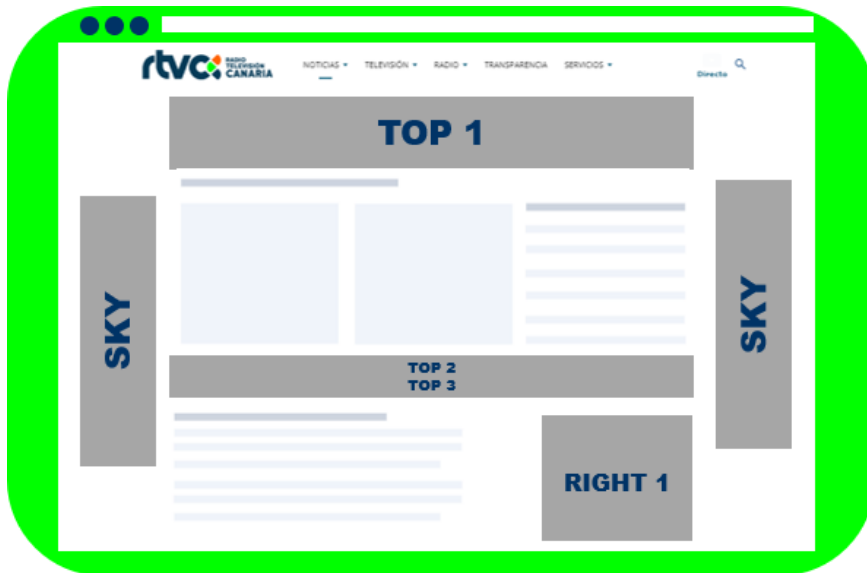 rtvc RADIO TELEVISIÓN CANARIA
NOTICIAS TELEVISIÓN RADIO TRANSPARENCIA SERVICIOS Directo
TOP 1
SKY
SKY
TOP 2
TOP 3
RIGHT 1